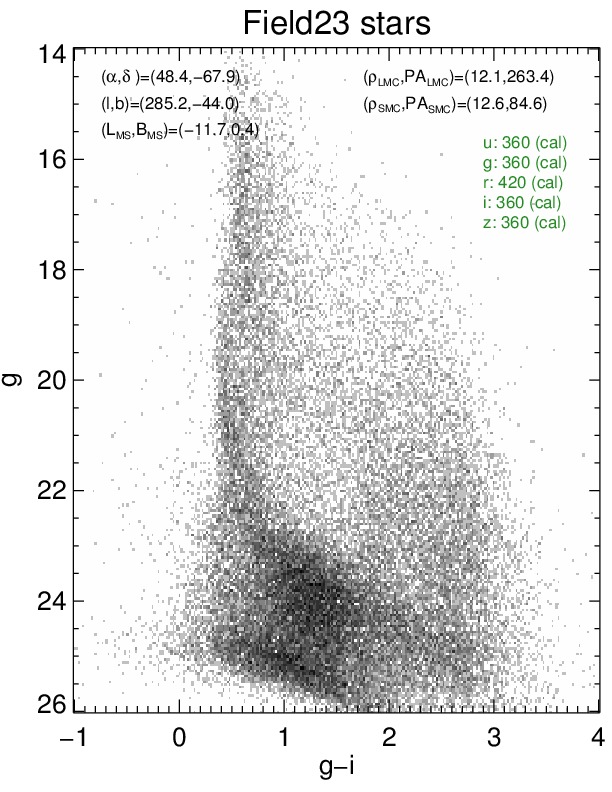 Field23 stars
(α,δ )=(48.4,−67.9)
(l,b)=(285.2,−44.0)
(LMS,BMS)=(−11.7,0.4)
(ρLMC,PALMC)=(12.1,263.4)
(ρSMC,PASMC)=(12.6,84.6)
u: 360 (cal)
g: 360 (cal)
r: 420 (cal)
i: 360 (cal)
z: 360 (cal)
14
16
18
20
22
24
26
g
−1 0 1 2 3 4
g−i